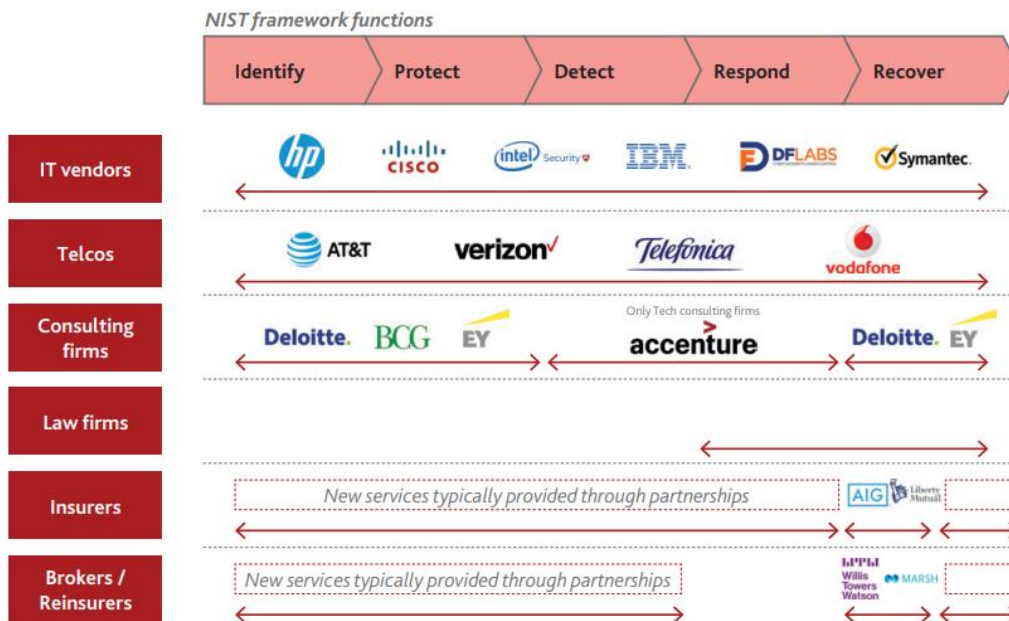 NIST framework functions
Identify
Protect
Detect
Respond
Recover
IT vendors
hp
CISCO
intel Security
IBM
DFLABS
Symantec.
Telcos
AT&T
verizon
Telefónica
vodafone
Consulting
firms
Deloitte.
BCG
EY
Only Tech consulting firms
accenture
Deloitte.
EY
Law firms
Insurers
New services typically provided through partnerships
AIG
Liberty
Mutual
Brokers /
Reinsurers
New services typically provided through partnerships
Willis
Towers
Watson
MARSH